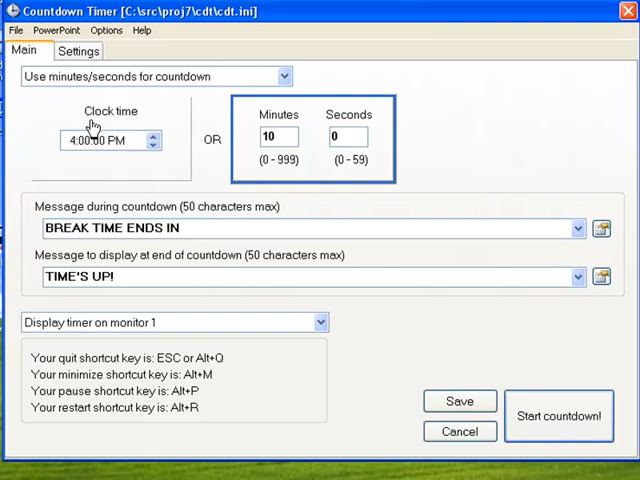 Countdown Timer [C:\src\proj7\cdt\cdt.ini]
File PowerPoint Options Help
Main Settings
Use minutes/seconds for countdown
Clock time
4:00:00 PM
OR
Minutes Seconds
10 0
(0 - 999) (0 - 59)
Message during countdown (50 characters max)
BREAK TIME ENDS IN
Message to display at end of countdown (50 characters max)
TIME'S UP!
Display timer on monitor 1
Your quit shortcut key is: ESC or Alt+Q
Your minimize shortcut key is: Alt+M
Your pause shortcut key is: Alt+P
Your restart shortcut key is: Alt+R
Save
Cancel
Start countdown!